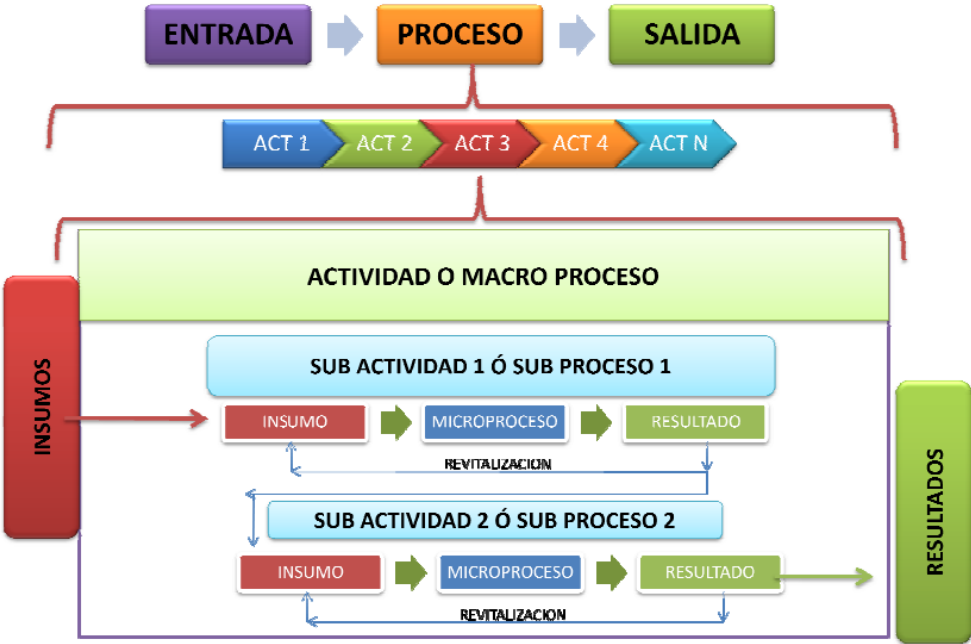 ENTRADA
PROCESO
SALIDA
ACT 1
ACT 2
ACT 3
ACT 4
ACT N
ACTIVIDAD O MACRO PROCESO
INSUMOS
SUB ACTIVIDAD 1 Ó SUB PROCESO 1
INSUMO
MICROPROCESO
RESULTADO
REVITALIZACION
SUB ACTIVIDAD 2 Ó SUB PROCESO 2
INSUMO
MICROPROCESO
RESULTADO
REVITALIZACION
RESULTADOS